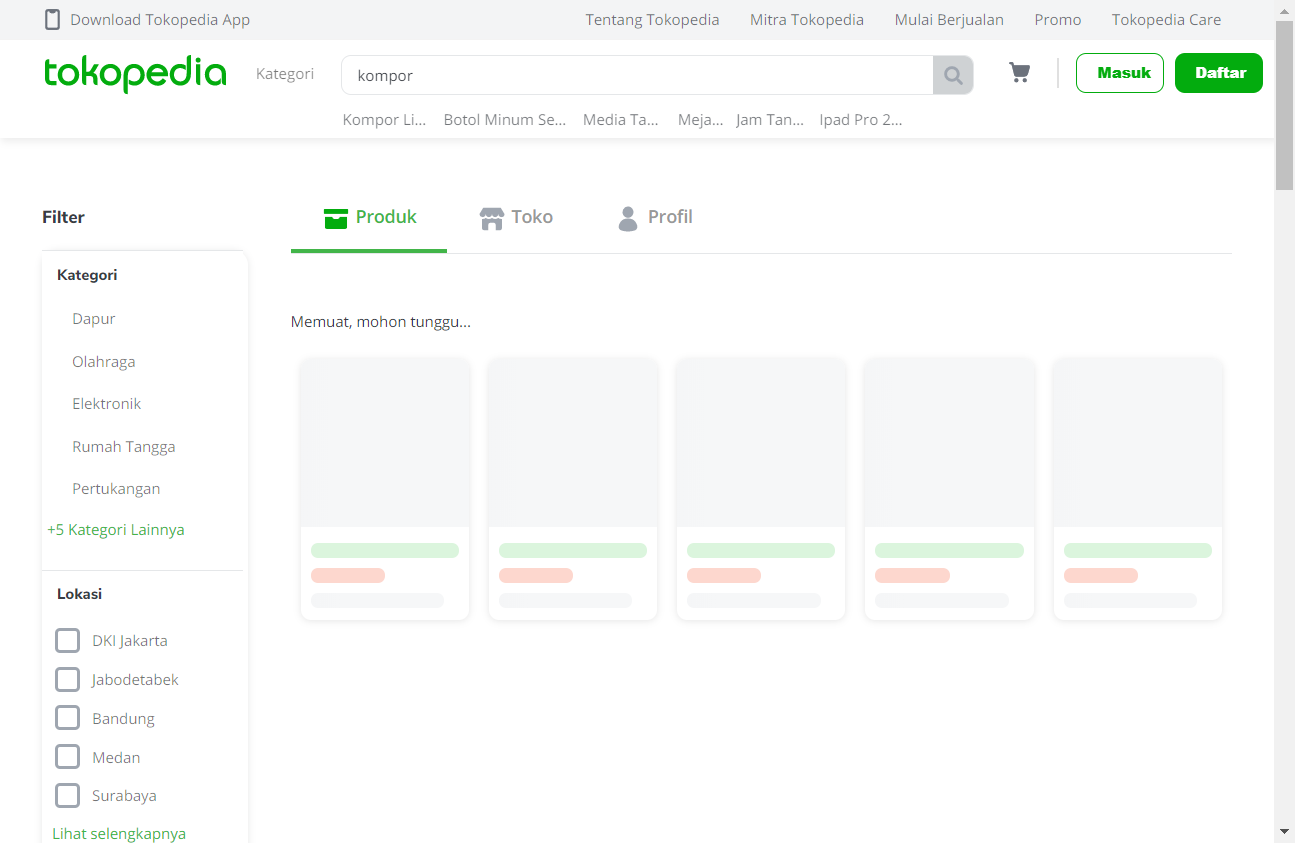 Download Tokopedia App
Tentang Tokopedia
Mitra Tokopedia
Mulai Berjualan
Promo
Tokopedia Care
tokopedia
Kategori
kompor
Masuk
Daftar
Kompor Li...
Botol Minum Se...
Media Ta...
Meja...
Jam Tan...
Ipad Pro 2...
Filter
Produk
Toko
Profil
Kategori
Dapur
Olahraga
Elektronik
Rumah Tangga
Pertukangan
+5 Kategori Lainnya
Lokasi
DKI Jakarta
Jabodetabek
Bandung
Medan
Surabaya
Lihat selengkapnya
Memuat, mohon tunggu...